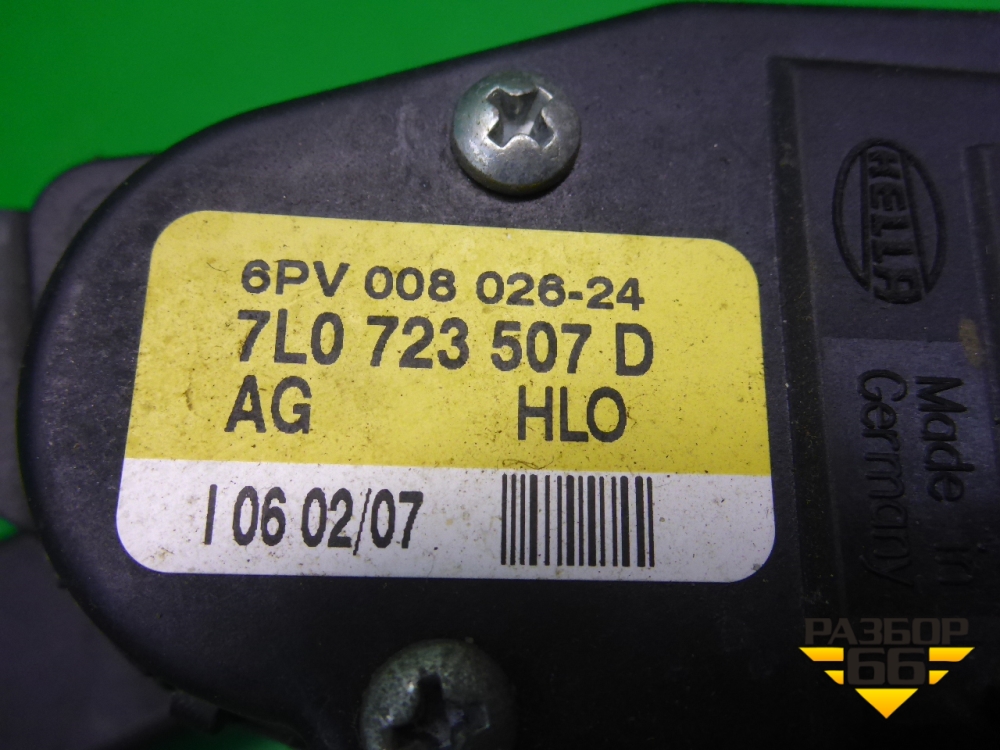 6PV 008 026-24
7L0 723 507 D
AG HLO
I 06 02/07
HELLA
Made in
Germany
РАЗБОР
66